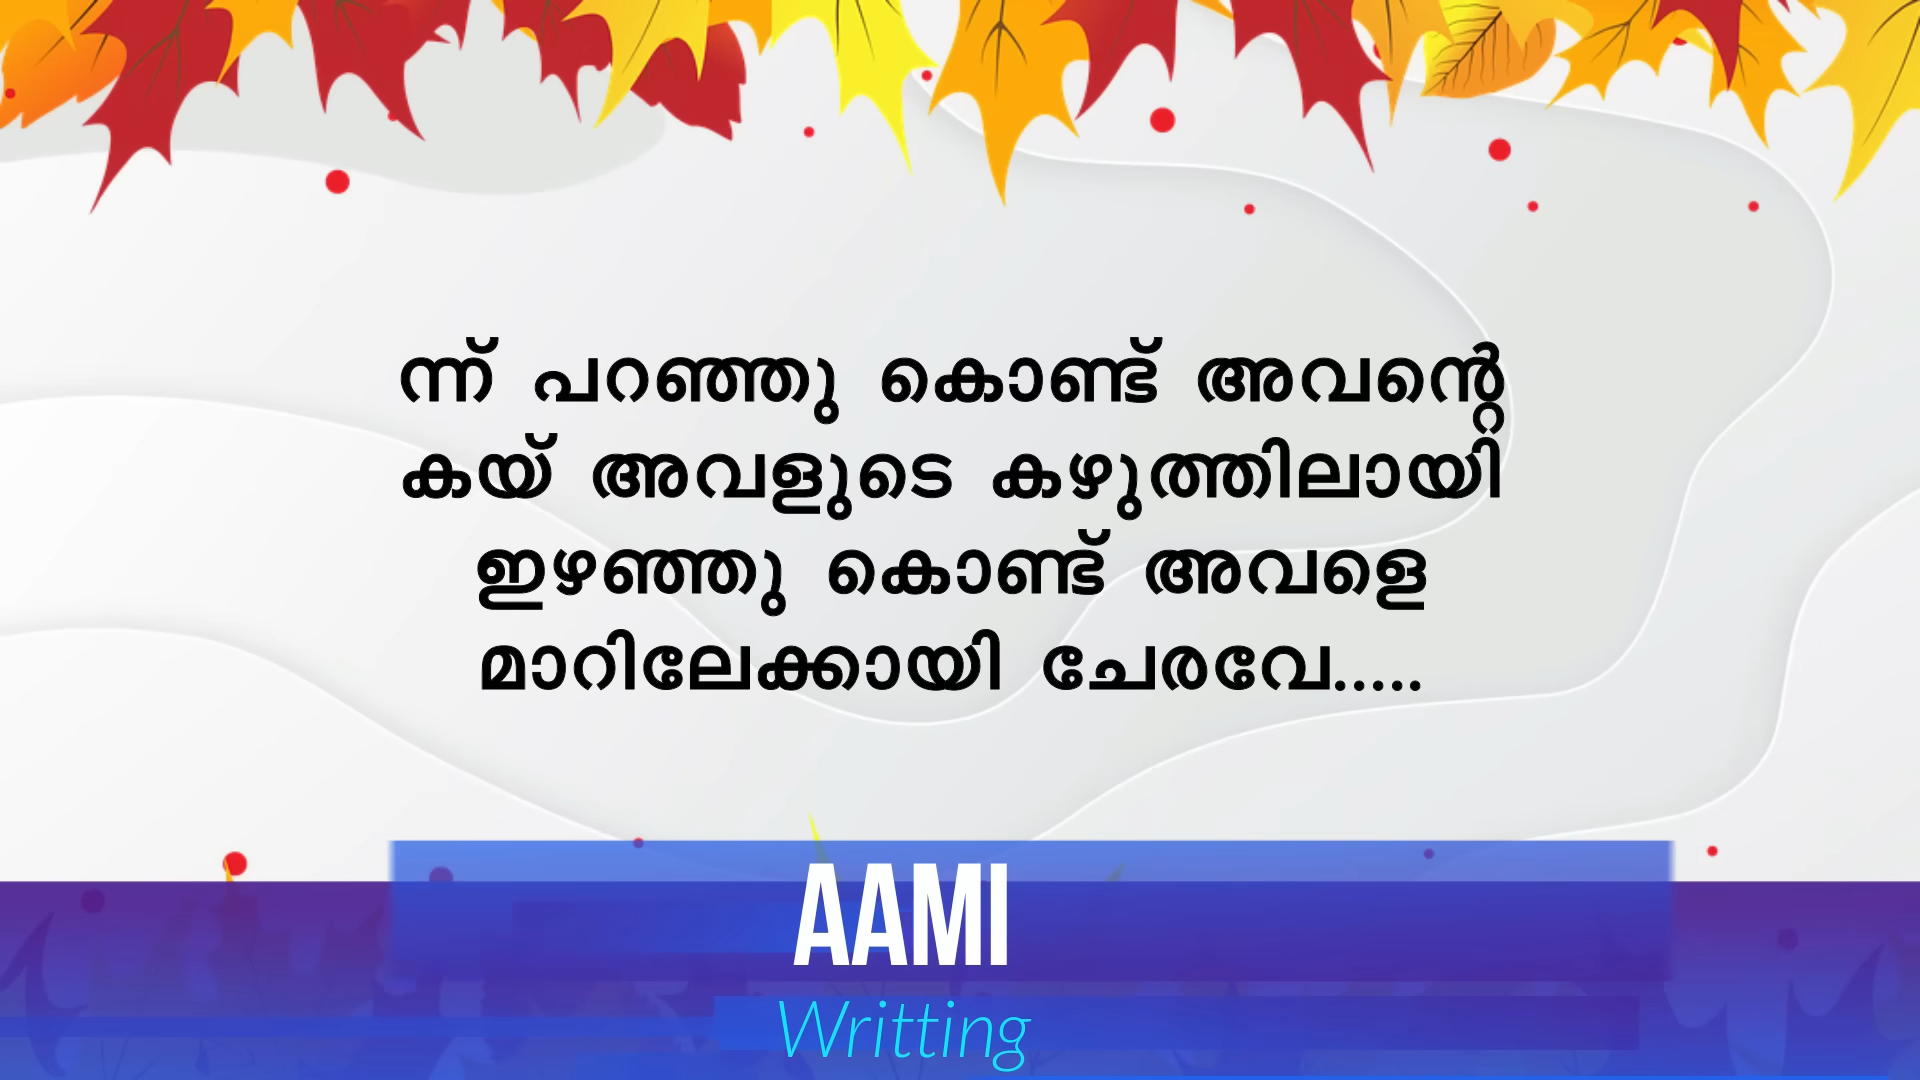 ന്ന് പറഞ്ഞു കൊണ്ട് അവന്റെ
കയ് അവളുടെ കഴുത്തിലായി
ഇഴഞ്ഞു കൊണ്ട് അവളെ
മാറിലേക്കായി ചേരവേ.....
AAMI
Writting